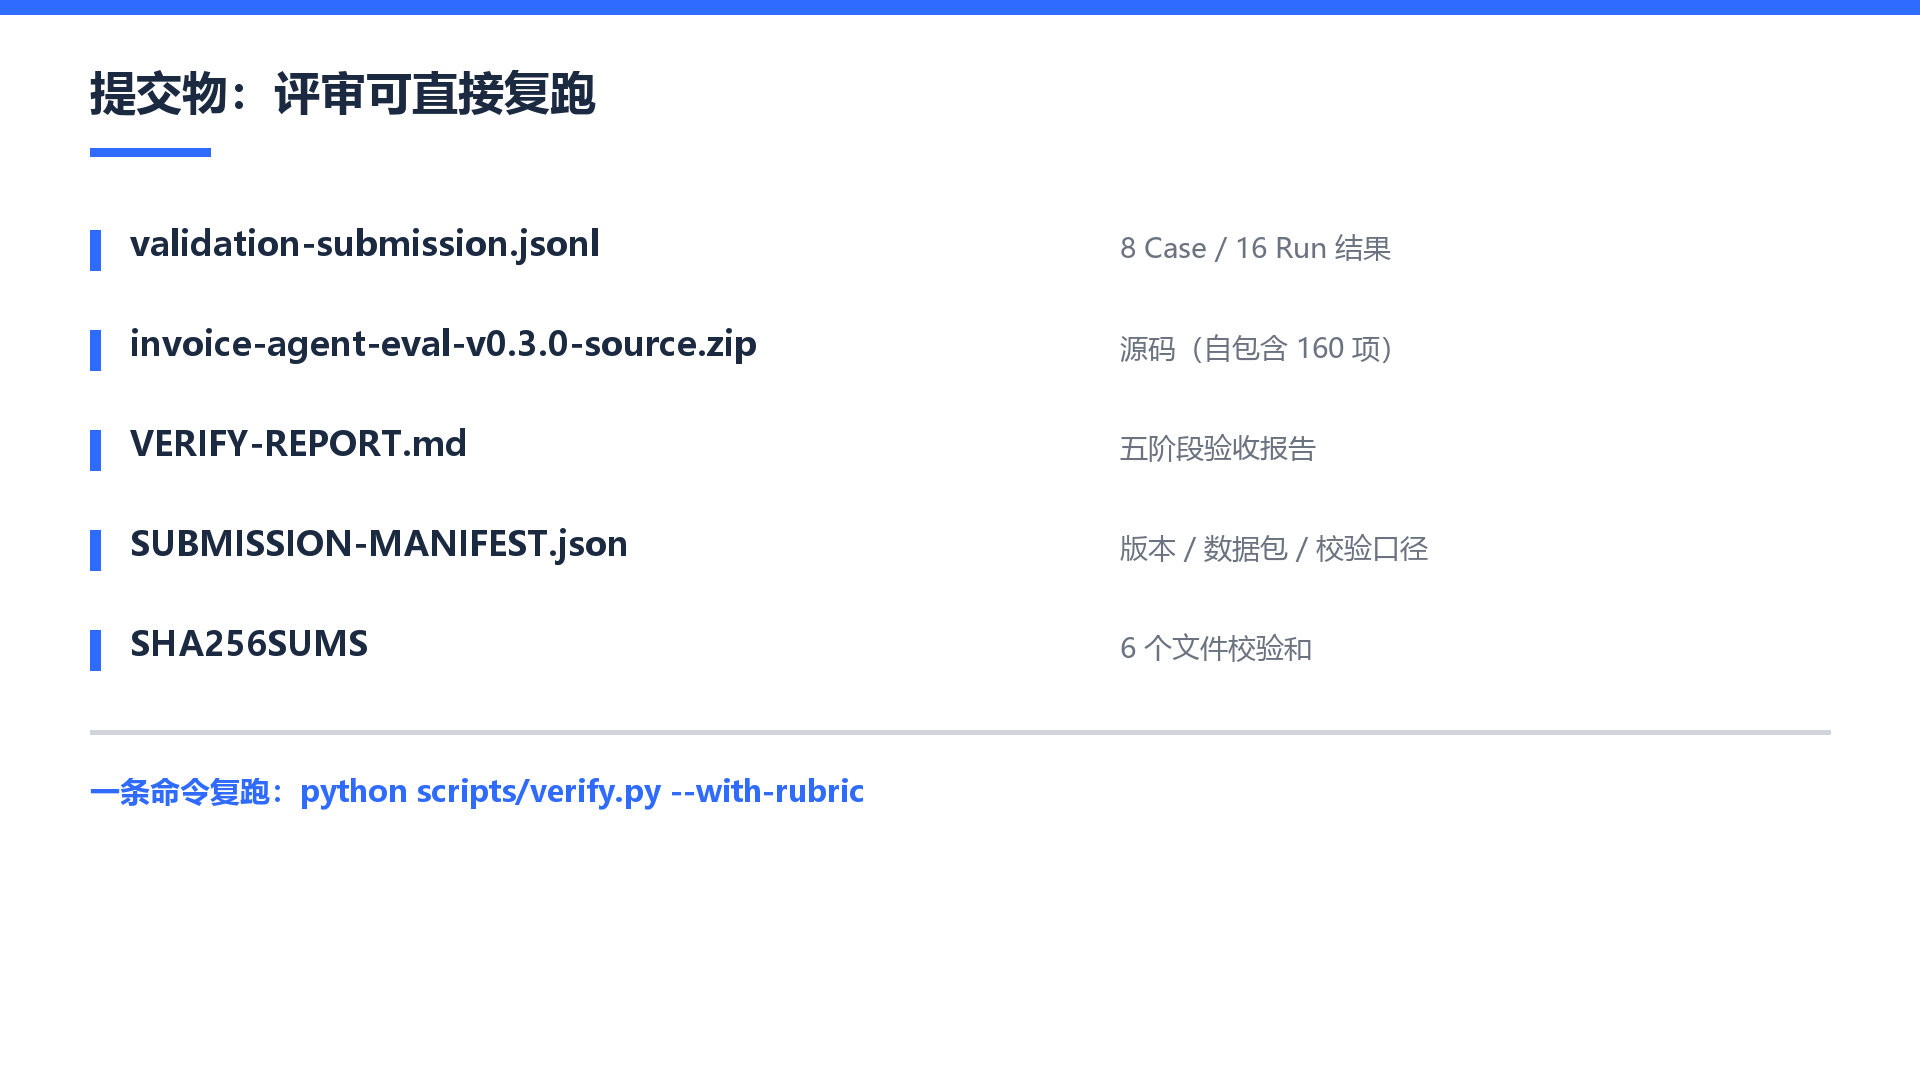 提交物：评审可直接复跑
validation-submission.jsonl 8 Case / 16 Run 结果
invoice-agent-eval-v0.3.0-source.zip 源码（自包含 160 项）
VERIFY-REPORT.md 五阶段验收报告
SUBMISSION-MANIFEST.json 版本 / 数据包 / 校验口径
SHA256SUMS 6 个文件校验和
一条命令复跑：python scripts/verify.py --with-rubric